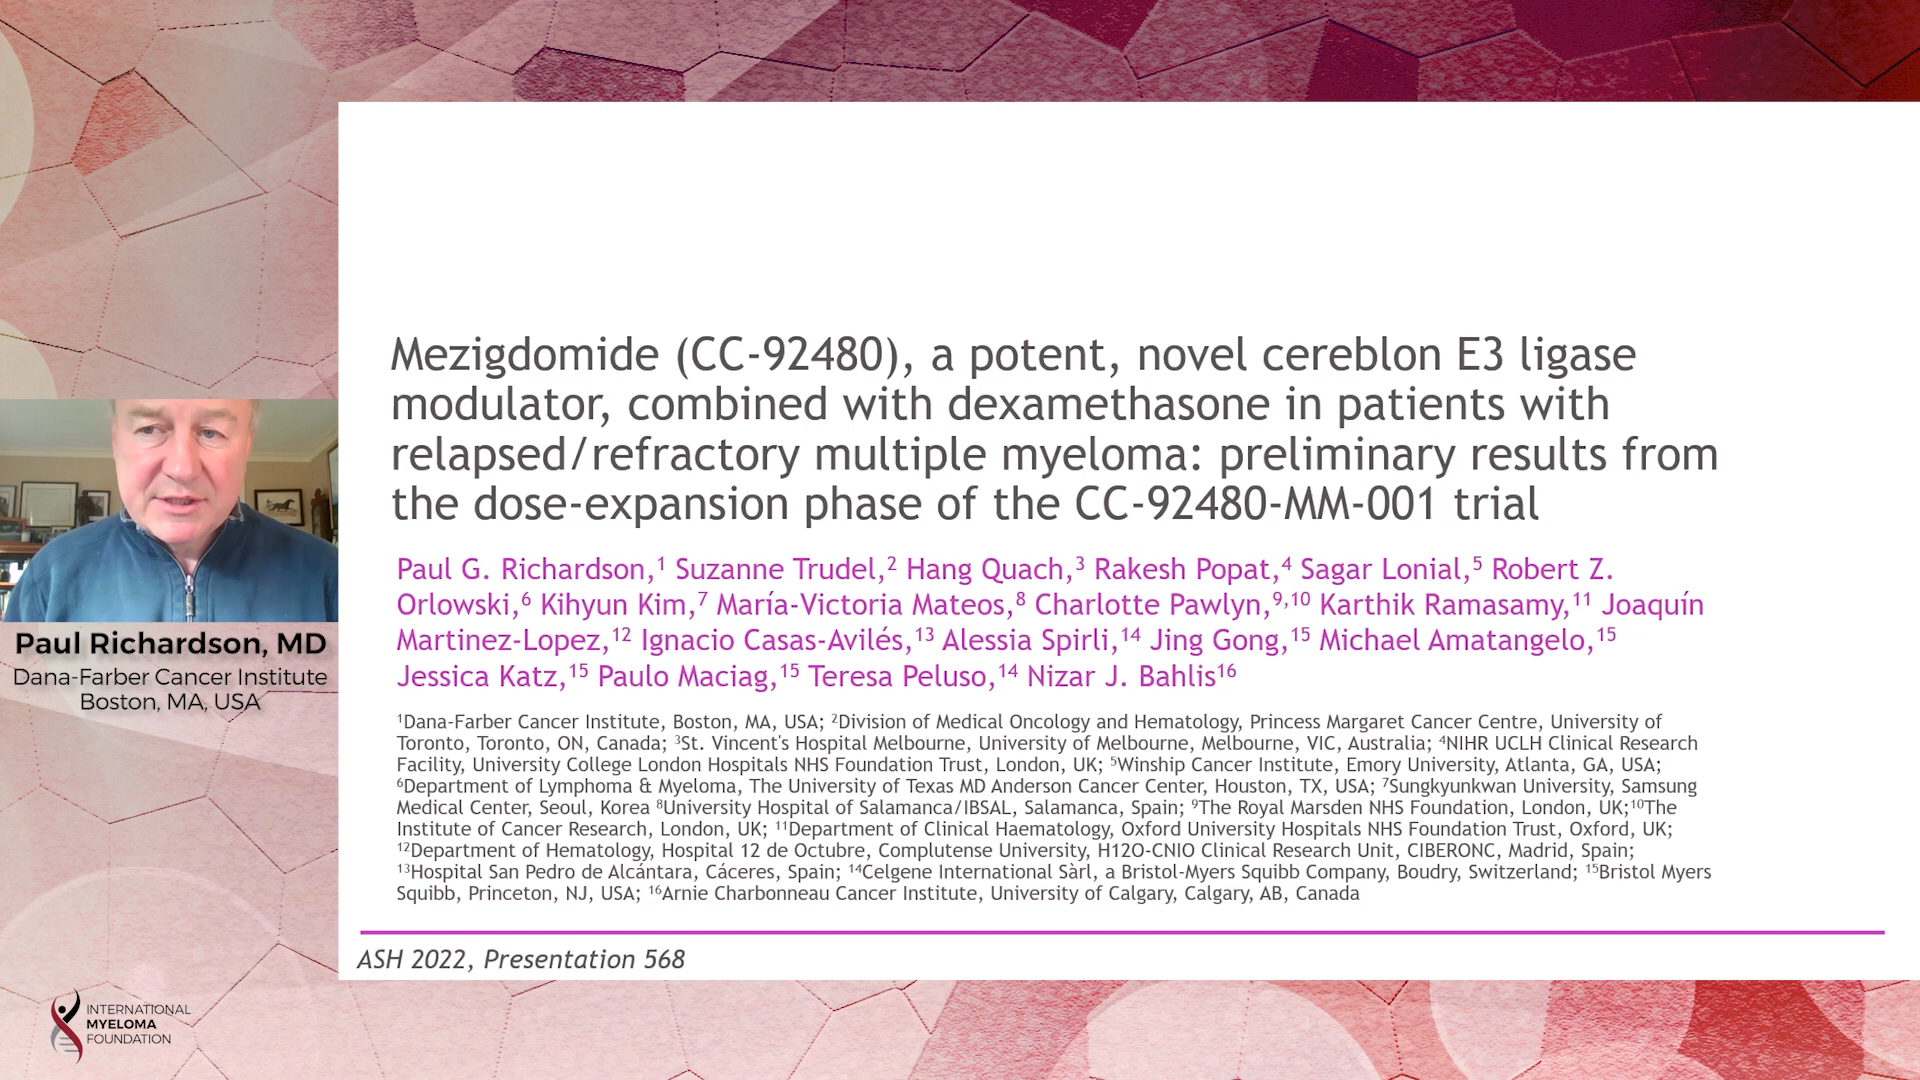 Mezigdomide (CC-92480), a potent, novel cereblon E3 ligase
modulator, combined with dexamethasone in patients with
relapsed/refractory multiple myeloma: preliminary results from
the dose-expansion phase of the CC-92480-MM-001 trial
Paul G. Richardson,¹ Suzanne Trudel,² Hang Quach,³ Rakesh Popat,⁴ Sagar Lonial,⁵ Robert Z.
Orlowski,⁶ Kihyun Kim,⁷ María-Victoria Mateos,⁸ Charlotte Pawlyn,⁹,¹⁰ Karthik Ramasamy,¹¹ Joaquín
Martinez-Lopez,¹² Ignacio Casas-Avilés,¹³ Alessia Spirli,¹⁴ Jing Gong,¹⁵ Michael Amatangelo,¹⁵
Jessica Katz,¹⁵ Paulo Maciag,¹⁵ Teresa Peluso,¹⁴ Nizar J. Bahlis¹⁶
¹Dana-Farber Cancer Institute, Boston, MA, USA; ²Division of Medical Oncology and Hematology, Princess Margaret Cancer Centre, University of
Toronto, Toronto, ON, Canada; ³St. Vincent's Hospital Melbourne, University of Melbourne, Melbourne, VIC, Australia; ⁴NIHR UCLH Clinical Research
Facility, University College London Hospitals NHS Foundation Trust, London, UK; ⁵Winship Cancer Institute, Emory University, Atlanta, GA, USA;
⁶Department of Lymphoma & Myeloma, The University of Texas MD Anderson Cancer Center, Houston, TX, USA; ⁷Sungkyunkwan University, Samsung
Medical Center, Seoul, Korea ⁸University Hospital of Salamanca/IBSAL, Salamanca, Spain; ⁹The Royal Marsden NHS Foundation, London, UK;¹⁰The
Institute of Cancer Research, London, UK; ¹¹Department of Clinical Haematology, Oxford University Hospitals NHS Foundation Trust, Oxford, UK;
¹²Department of Hematology, Hospital 12 de Octubre, Complutense University, H12O-CNIO Clinical Research Unit, CIBERONC, Madrid, Spain;
¹³Hospital San Pedro de Alcántara, Cáceres, Spain; ¹⁴Celgene International Sàrl, a Bristol-Myers Squibb Company, Boudry, Switzerland; ¹⁵Bristol Myers
Squibb, Princeton, NJ, USA; ¹⁶Arnie Charbonneau Cancer Institute, University of Calgary, Calgary, AB, Canada
ASH 2022, Presentation 568
Paul Richardson, MD
Dana-Farber Cancer Institute
Boston, MA, USA
INTERNATIONAL
MYELOMA
FOUNDATION